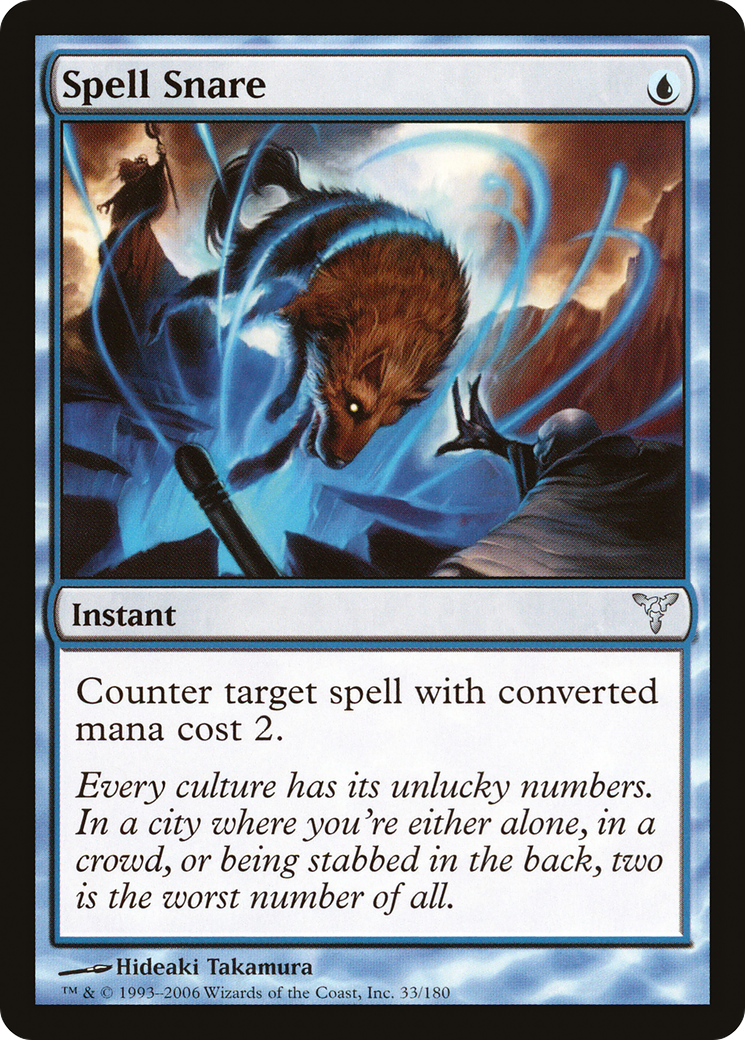 Spell Snare
Instant
Counter target spell with converted
mana cost 2.
Every culture has its unlucky numbers.
In a city where you're either alone, in a
crowd, or being stabbed in the back, two
is the worst number of all.
Hideaki Takamura
™ & © 1993–2006 Wizards of the Coast, Inc. 33/180